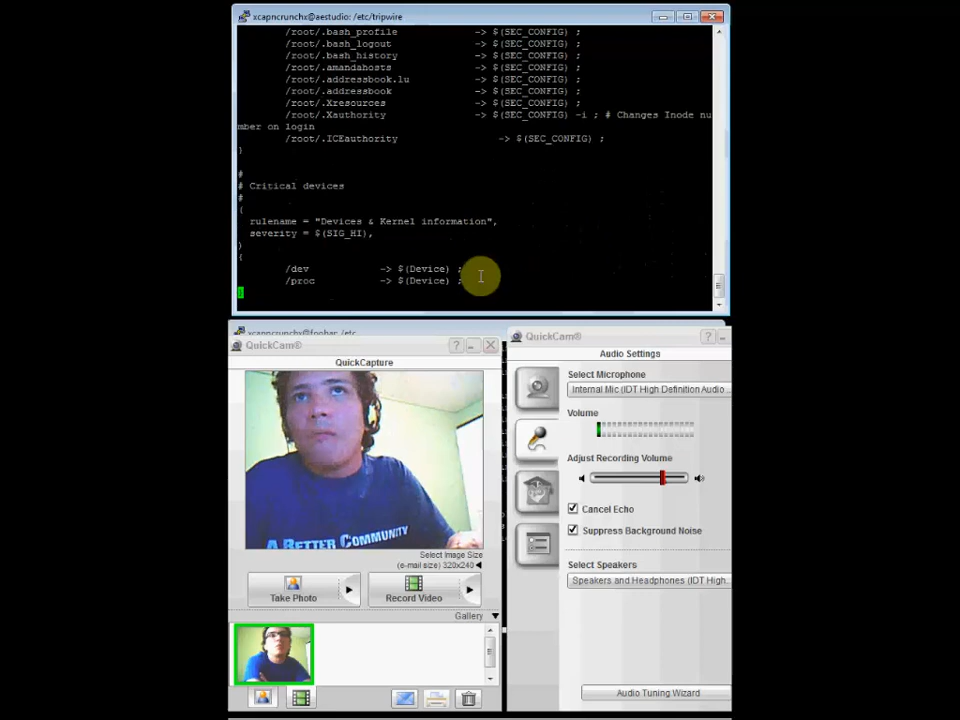 xcapncrunchx@aestudio: /etc/tripwire
/root/.bash_profile -> $(SEC_CONFIG) ;
/root/.bash_logout -> $(SEC_CONFIG) ;
/root/.bash_history -> $(SEC_CONFIG) ;
/root/.amandahosts -> $(SEC_CONFIG) ;
/root/.addressbook.lu -> $(SEC_CONFIG) ;
/root/.addressbook -> $(SEC_CONFIG) ;
/root/.Xresources -> $(SEC_CONFIG) ;
/root/.Xauthority -> $(SEC_CONFIG) -i ; # Changes Inode nu
mber on login
/root/.ICEauthority -> $(SEC_CONFIG) ;
}
#
# Critical devices
#
(
rulename = "Devices & Kernel information",
severity = $(SIG_HI),
)
{
/dev -> $(Device) ;
/proc -> $(Device) ;
}
xcapncrunchx@foobar: /etc
QuickCam®
QuickCapture
A BETTER COMMUNITY
Select Image Size
(e-mail size) 320x240
Take Photo
Record Video
Gallery
QuickCam®
Audio Settings
Select Microphone
Internal Mic (IDT High Definition Audio ..
Volume
Adjust Recording Volume
Cancel Echo
Suppress Background Noise
Select Speakers
Speakers and Headphones (IDT High..
Audio Tuning Wizard